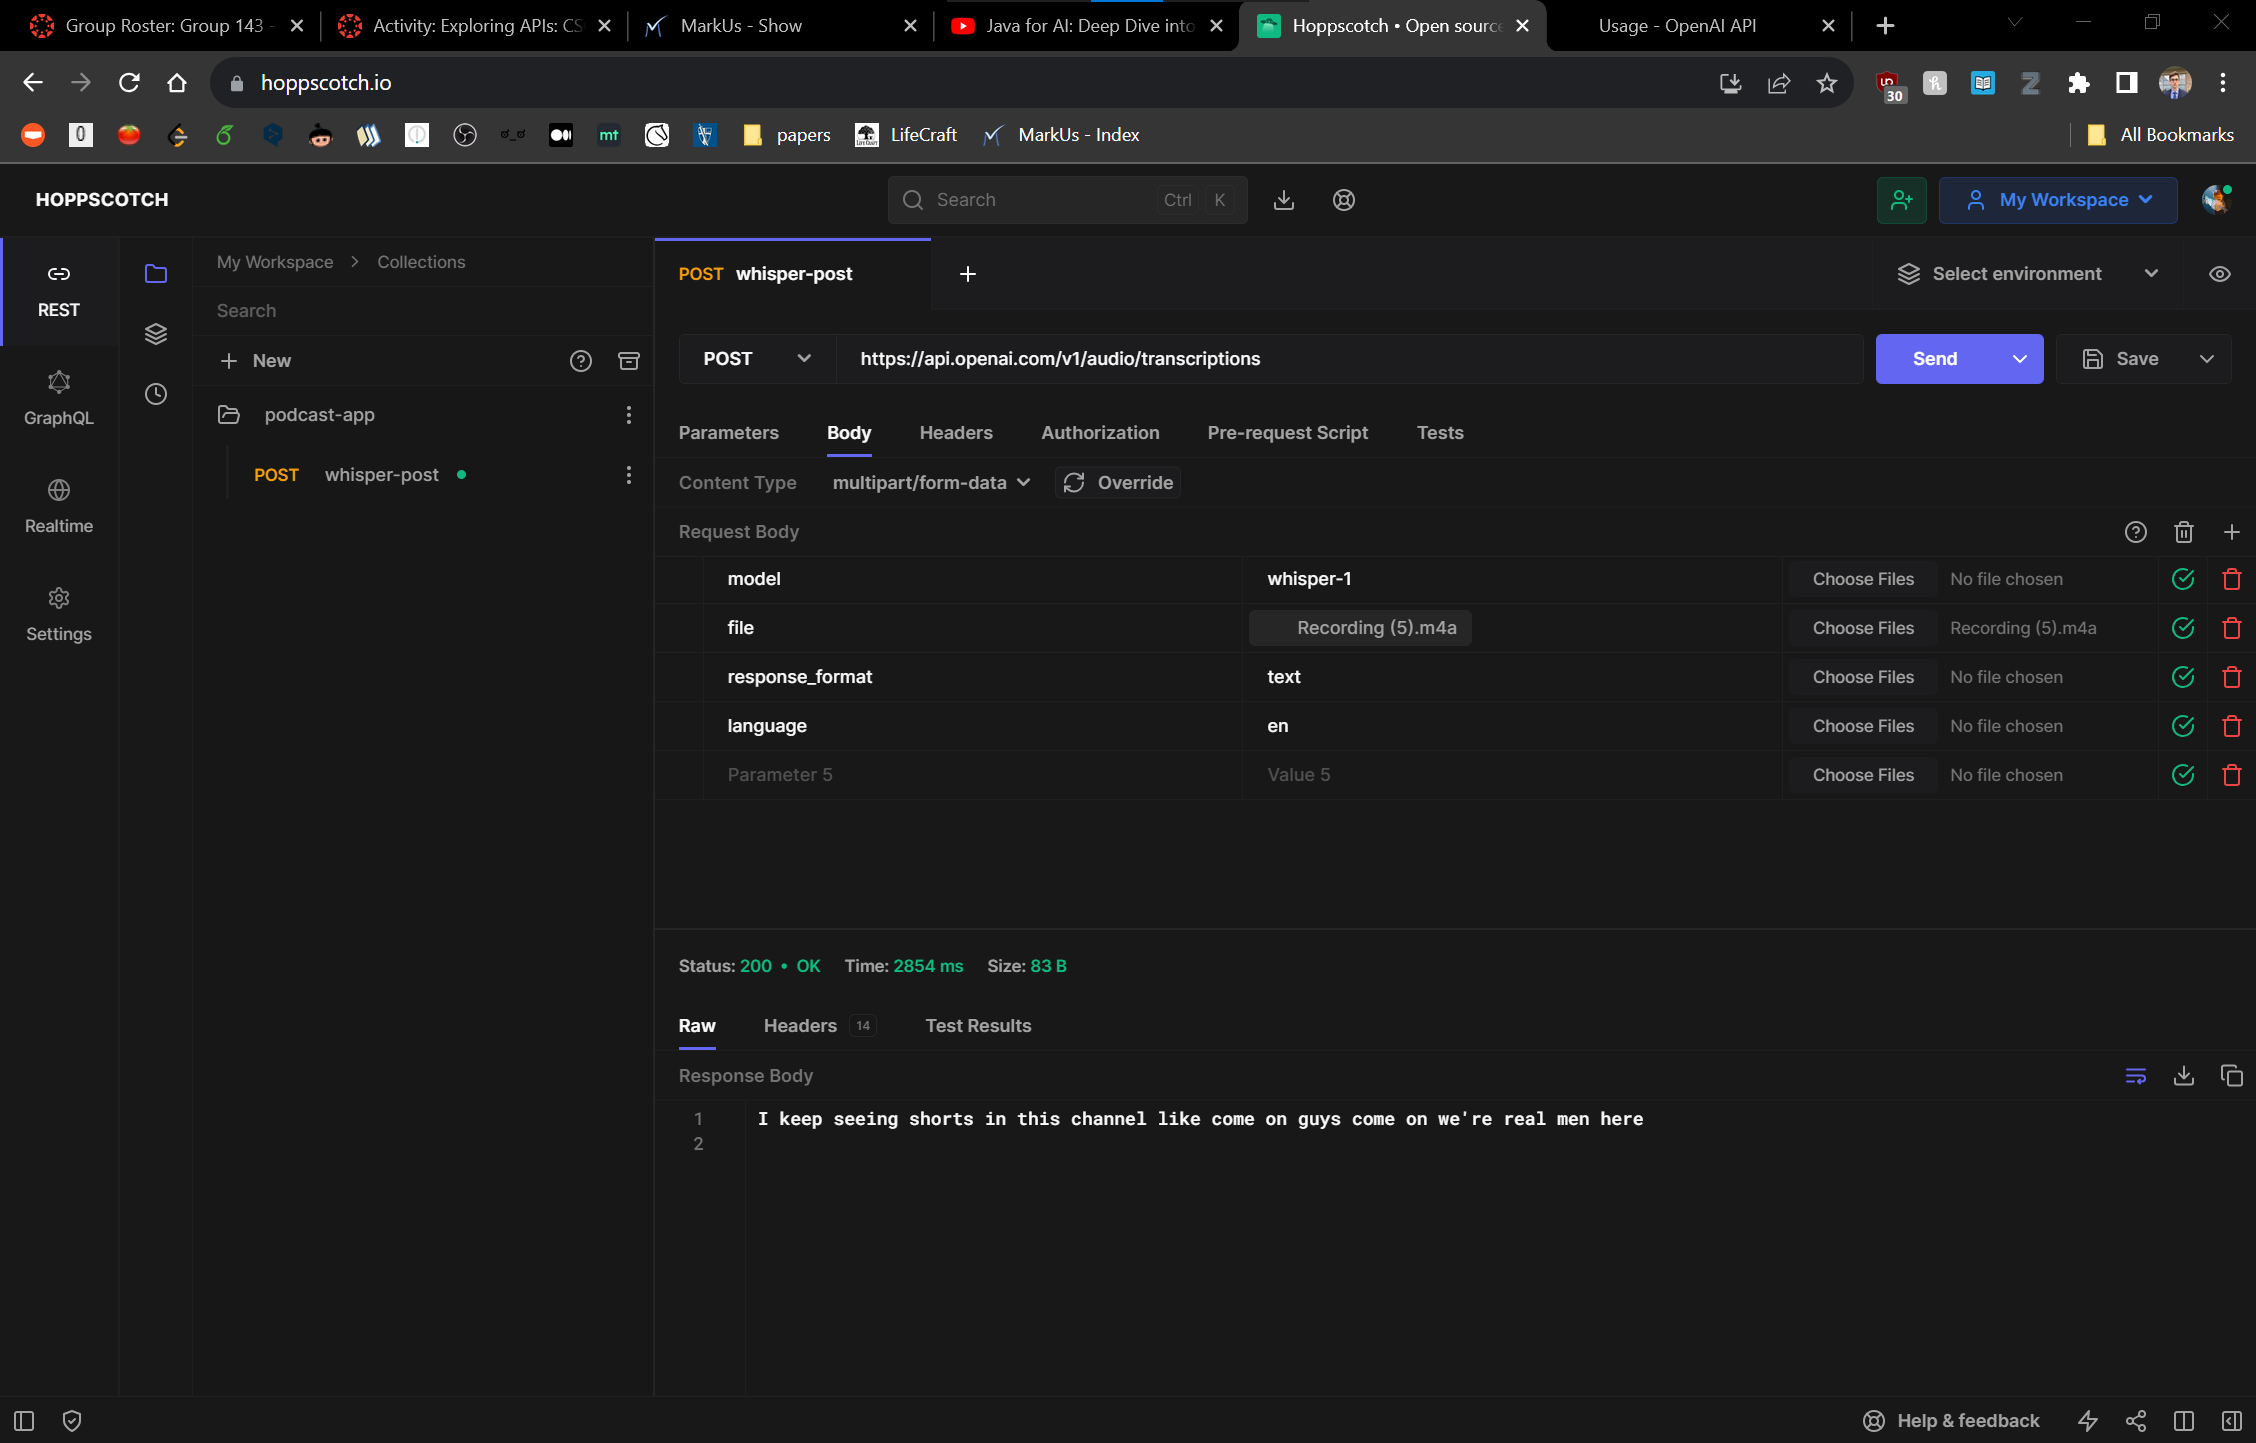 Group Roster: Group 143 -
Activity: Exploring APIs: CS
MarkUs - Show
Java for AI: Deep Dive into
Hoppscotch • Open source
Usage - OpenAI API
hoppscotch.io
30
mt
papers
LifeCraft
MarkUs - Index
All Bookmarks
HOPPSCOTCH
Search
Ctrl K
My Workspace
REST
GraphQL
Realtime
Settings
My Workspace > Collections
Search
+ New
podcast-app
POST whisper-post
POST whisper-post
Select environment
POST
https://api.openai.com/v1/audio/transcriptions
Send
Save
Parameters Body Headers Authorization Pre-request Script Tests
Content Type multipart/form-data Override
Request Body
model whisper-1 Choose Files No file chosen
file Recording (5).m4a Choose Files Recording (5).m4a
response_format text Choose Files No file chosen
language en Choose Files No file chosen
Parameter 5 Value 5 Choose Files No file chosen
Status: 200 • OK Time: 2854 ms Size: 83 B
Raw Headers 14 Test Results
Response Body
1 I keep seeing shorts in this channel like come on guys come on we're real men here
2
Help & feedback